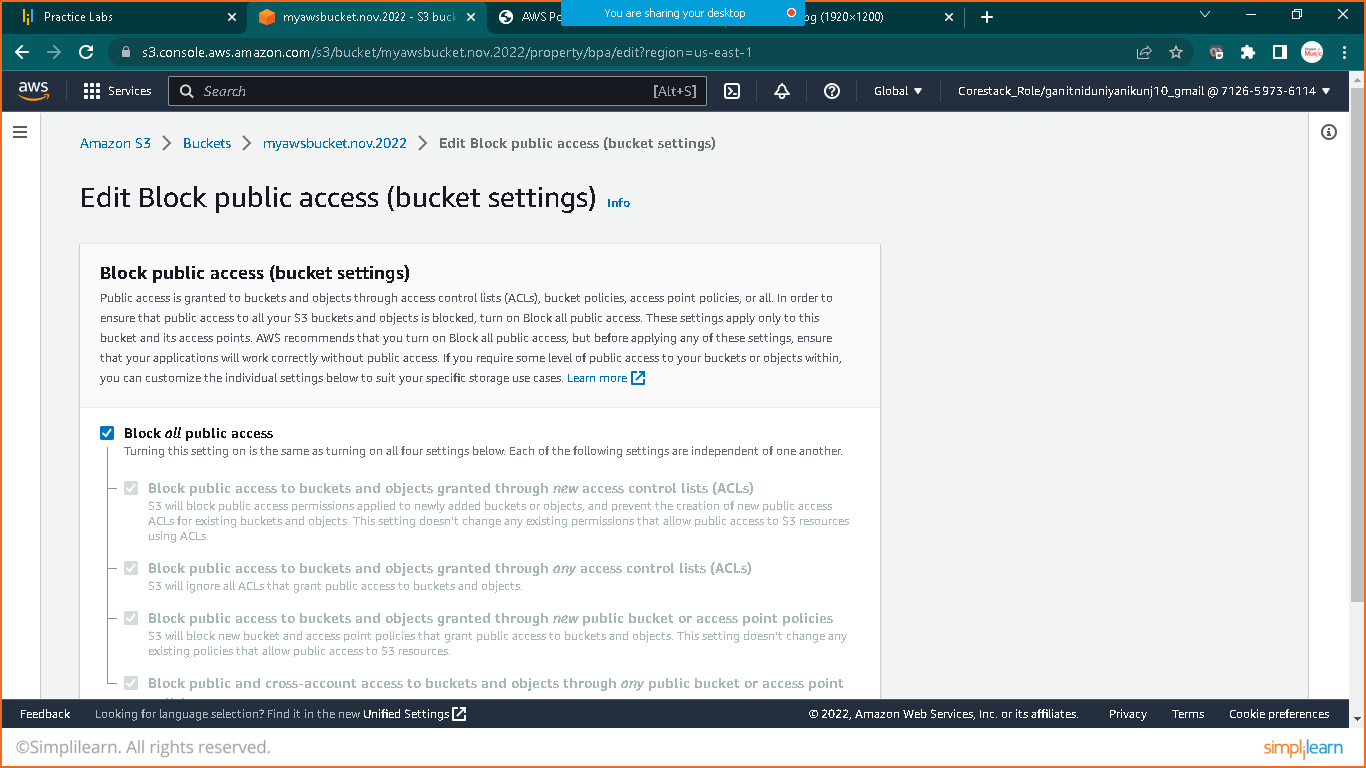 Practice Labs
myawsbucket.nov.2022 - S3 buck
AWS Po
You are sharing your desktop
og (1920×1200)
s3.console.aws.amazon.com/s3/bucket/myawsbucket.nov.2022/property/bpa/edit?region=us-east-1
aws
Services
Search
[Alt+S]
Global
Corestack_Role/ganitniduniyanikunj10_gmail @ 7126-5973-6114
Amazon S3 > Buckets > myawsbucket.nov.2022 > Edit Block public access (bucket settings)
Edit Block public access (bucket settings) Info
Block public access (bucket settings)
Public access is granted to buckets and objects through access control lists (ACLs), bucket policies, access point policies, or all. In order to
ensure that public access to all your S3 buckets and objects is blocked, turn on Block all public access. These settings apply only to this
bucket and its access points. AWS recommends that you turn on Block all public access, but before applying any of these settings, ensure
that your applications will work correctly without public access. If you require some level of public access to your buckets or objects within,
you can customize the individual settings below to suit your specific storage use cases. Learn more
Block all public access
Turning this setting on is the same as turning on all four settings below. Each of the following settings are independent of one another.
Block public access to buckets and objects granted through new access control lists (ACLs)
S3 will block public access permissions applied to newly added buckets or objects, and prevent the creation of new public access
ACLs for existing buckets and objects. This setting doesn't change any existing permissions that allow public access to S3 resources
using ACLs.
Block public access to buckets and objects granted through any access control lists (ACLs)
S3 will ignore all ACLs that grant public access to buckets and objects.
Block public access to buckets and objects granted through new public bucket or access point policies
S3 will block new bucket and access point policies that grant public access to buckets and objects. This setting doesn't change any
existing policies that allow public access to S3 resources.
Block public and cross-account access to buckets and objects through any public bucket or access point
Feedback
Looking for language selection? Find it in the new Unified Settings
© 2022, Amazon Web Services, Inc. or its affiliates.
Privacy
Terms
Cookie preferences
©Simplilearn. All rights reserved.
simplilearn